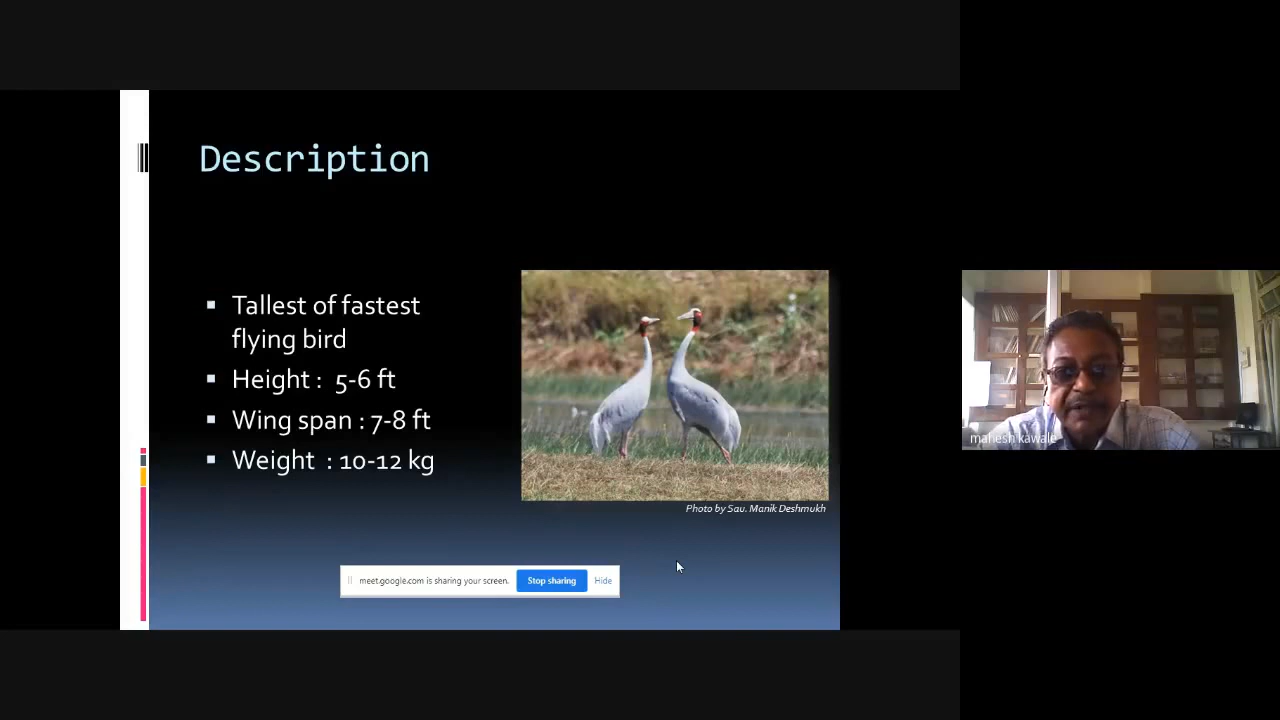 Description
Tallest of fastest
flying bird
Height : 5-6 ft
Wing span : 7-8 ft
Weight : 10-12 kg
Photo by Sau. Manik Deshmukh
meet.google.com is sharing your screen.
Stop sharing
Hide
mahesh kawale